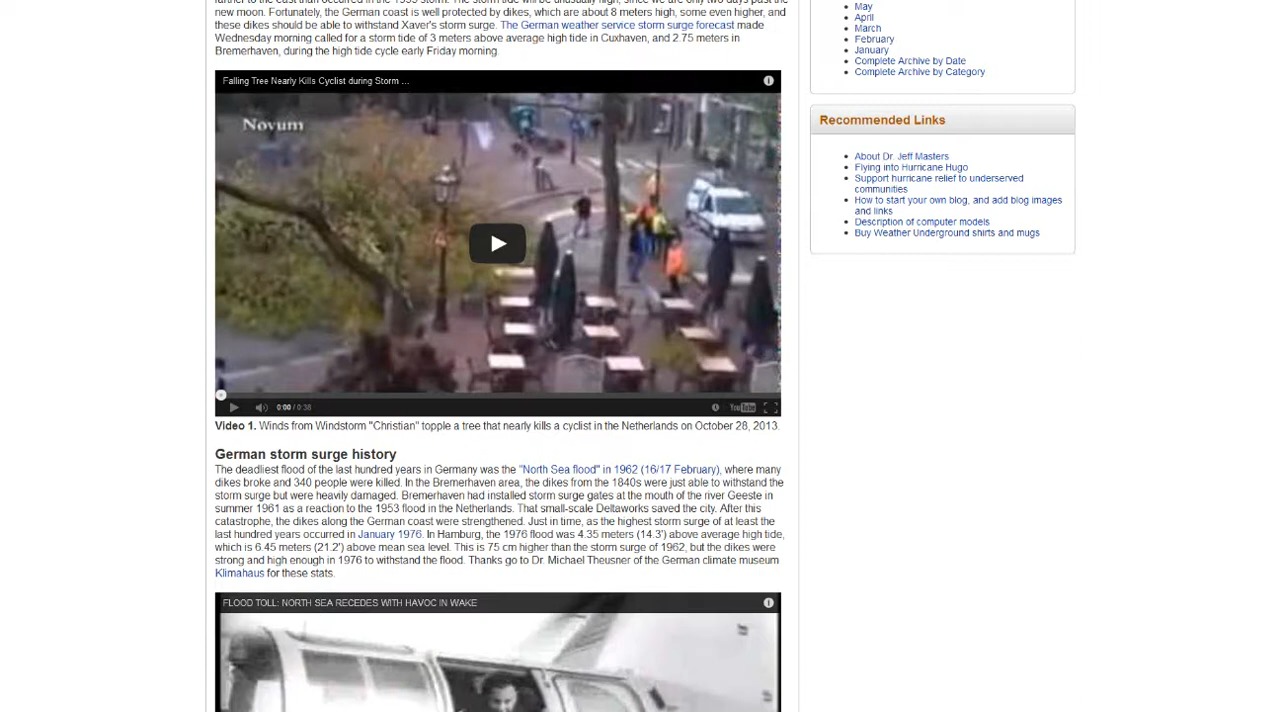 farther to the East than occurred in the 1953 storm. The storm tide will be unusually high, since we are only two days past the
new moon. Fortunately, the German coast is well protected by dikes, which are about 8 meters high, some even higher, and
these dikes should be able to withstand Xaver's storm surge. The German weather service storm surge forecast made
Wednesday morning called for a storm tide of 3 meters above average high tide in Cuxhaven, and 2.75 meters in
Bremerhaven, during the high tide cycle early Friday morning.
Falling Tree Nearly Kills Cyclist during Storm ...
Novum
0:00 / 0:38
YouTube
Video 1. Winds from Windstorm "Christian" topple a tree that nearly kills a cyclist in the Netherlands on October 28, 2013.
German storm surge history
The deadliest flood of the last hundred years in Germany was the "North Sea flood" in 1962 (16/17 February), where many
dikes broke and 340 people were killed. In the Bremerhaven area, the dikes from the 1840s were just able to withstand the
storm surge but were heavily damaged. Bremerhaven had installed storm surge gates at the mouth of the river Geeste in
summer 1961 as a reaction to the 1953 flood in the Netherlands. That small-scale Deltaworks saved the city. After this
catastrophe, the dikes along the German coast were strengthened. Just in time, as the highest storm surge of at least the
last hundred years occurred in January 1976. In Hamburg, the 1976 flood was 4.35 meters (14.3') above average high tide,
which is 6.45 meters (21.2') above mean sea level. This is 75 cm higher than the storm surge of 1962, but the dikes were
strong and high enough in 1976 to withstand the flood. Thanks go to Dr. Michael Theusner of the German climate museum
Klimahaus for these stats.
FLOOD TOLL: NORTH SEA RECEDES WITH HAVOC IN WAKE
May
April
March
February
January
Complete Archive by Date
Complete Archive by Category
Recommended Links
About Dr. Jeff Masters
Flying into Hurricane Hugo
Support hurricane relief to underserved
communities
How to start your own blog, and add blog images
and links
Description of computer models
Buy Weather Underground shirts and mugs